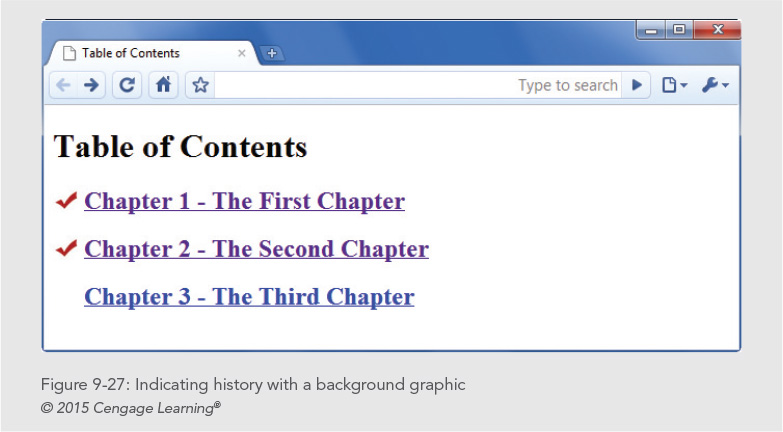 Table of Contents
Type to search
Table of Contents
Chapter 1 - The First Chapter
Chapter 2 - The Second Chapter
Chapter 3 - The Third Chapter
Figure 9-27: Indicating history with a background graphic
© 2015 Cengage Learning®